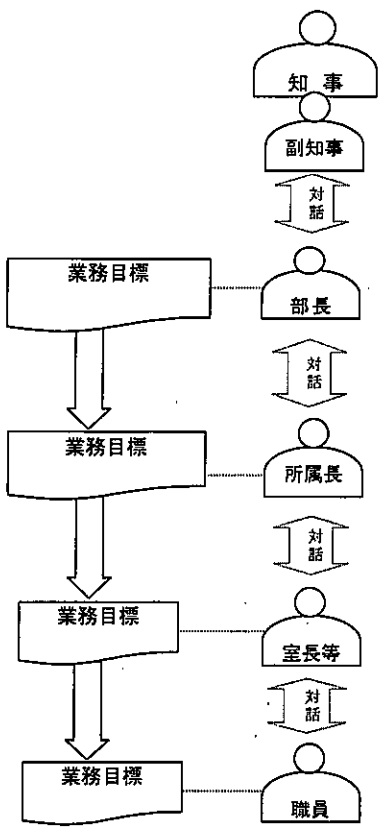 知 事
副知事
対話
業務目標
部長
対話
業務目標
所属長
対話
業務目標
室長等
対話
業務目標
職員